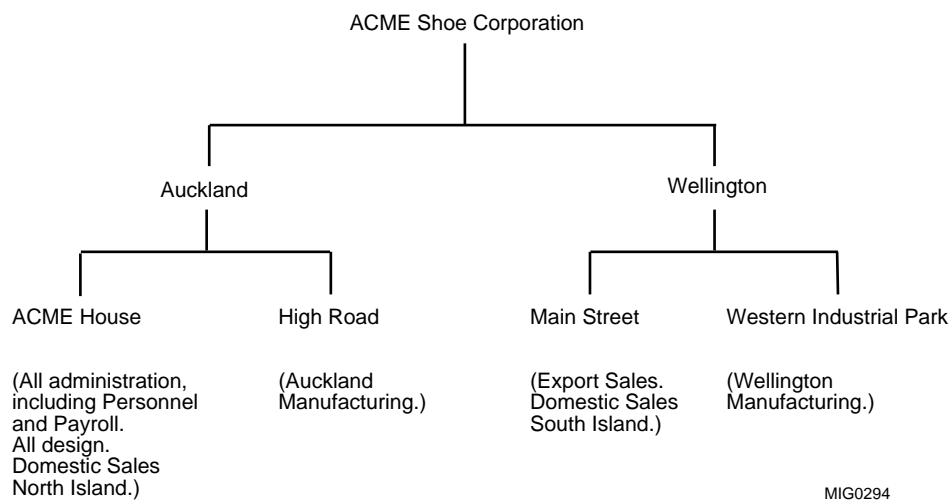 ACME Shoe Corporation
Auckland
Wellington
ACME House
High Road
Main Street
Western Industrial Park
(All administration,
including Personnel
and Payroll.
All design.
Domestic Sales
North Island.)
(Auckland
Manufacturing.)
(Export Sales.
Domestic Sales
South Island.)
(Wellington
Manufacturing.)
MIG0294